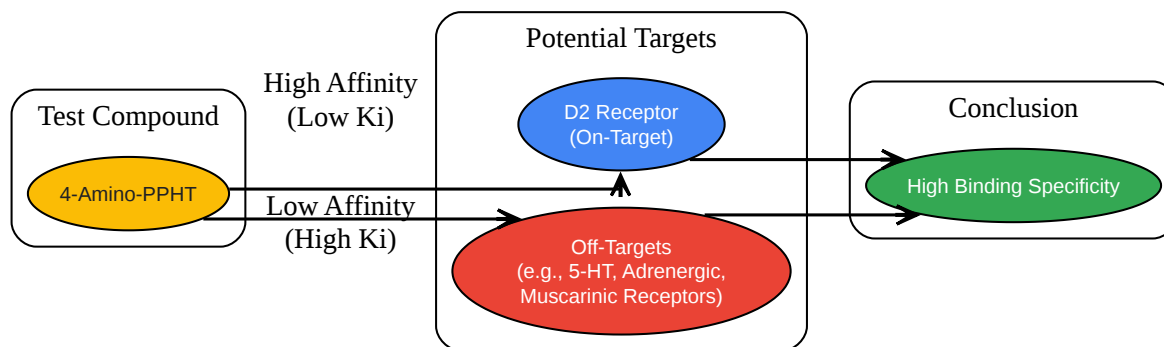 Test Compound
4-Amino-PPHT
High Affinity
(Low Ki)
Low Affinity
(High Ki)
Potential Targets
D2 Receptor
(On-Target)
Off-Targets
(e.g., 5-HT, Adrenergic,
Muscarinic Receptors)
Conclusion
High Binding Specificity